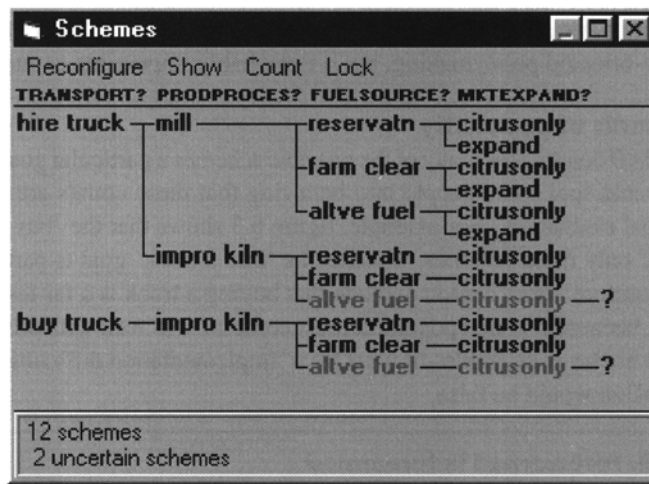 Schemes
Reconfigure Show Count Lock
TRANSPORT? PRODPROCES? FUELSOURCE? MKTEXPAND?
hire truck mill reservatn citrusonly
expand
farm clear citrusonly
expand
altve fuel citrusonly
expand
impro kiln reservatn citrusonly
farm clear citrusonly
altve fuel citrusonly ?
buy truck impro kiln reservatn citrusonly
farm clear citrusonly
altve fuel citrusonly ?
12 schemes
2 uncertain schemes